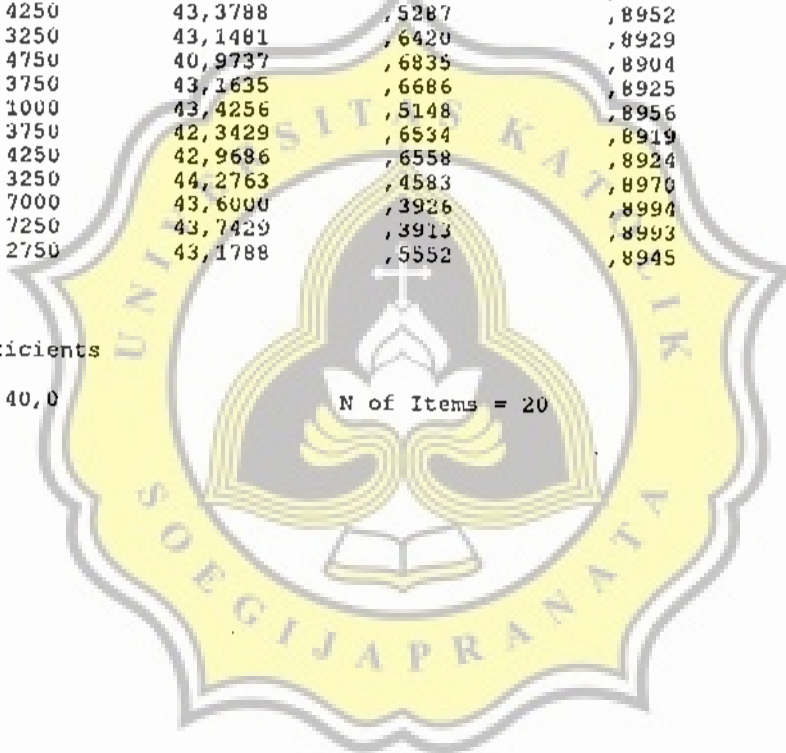 4250 43,3788 ,5287 ,8952
3250 43,1481 ,6420 ,8929
4750 40,9737 ,6835 ,8904
3750 43,1635 ,6686 ,8925
1000 43,4256 ,5148 ,8956
3750 42,3429 ,6534 ,8919
4250 42,9686 ,6558 ,8924
3250 44,2763 ,4583 ,8970
7000 43,6000 ,3926 ,8994
7250 43,7429 ,3913 ,8993
2750 43,1788 ,5552 ,8945
icients
40,0 N of Items = 20
UNIVERSITAS KATOLIK
SOEGIJAPRANATA